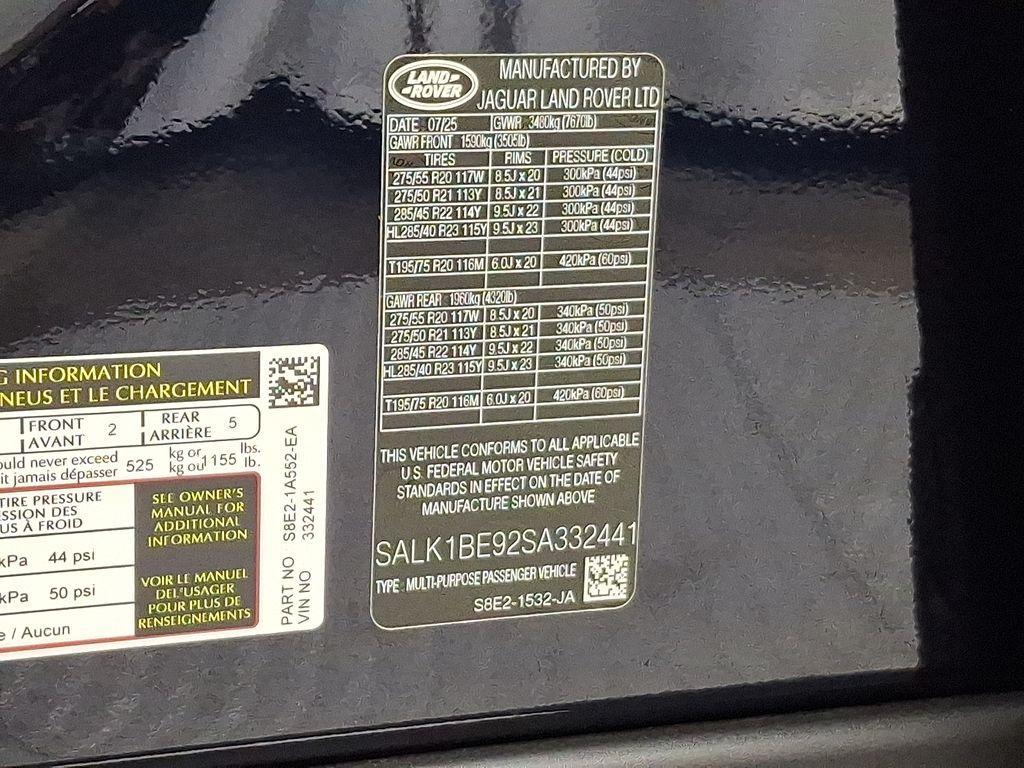 LAND-
-ROVER
MANUFACTURED BY
JAGUAR LAND ROVER LTD
DATE 07/25 GVWR 3480kg (7670lb)
GAWR FRONT 1590kg (3505lb)
TIRES RIMS PRESSURE (COLD)
275/55 R20 117W 8.5J x 20 300kPa (44psi)
275/50 R21 113Y 8.5J x 21 300kPa (44psi)
285/45 R22 114Y 9.5J x 22 300kPa (44psi)
HL285/40 R23 115Y 9.5J x 23 300kPa (44psi)
T195/75 R20 116M 6.0J x 20 420kPa (60psi)
GAWR REAR 1960kg (4320lb)
275/55 R20 117W 8.5J x 20 340kPa (50psi)
275/50 R21 113Y 8.5J x 21 340kPa (50psi)
285/45 R22 114Y 9.5J x 22 340kPa (50psi)
HL285/40 R23 115Y 9.5J x 23 340kPa (50psi)
T195/75 R20 116M 6.0J x 20 420kPa (60psi)
THIS VEHICLE CONFORMS TO ALL APPLICABLE
U.S. FEDERAL MOTOR VEHICLE SAFETY
STANDARDS IN EFFECT ON THE DATE OF
MANUFACTURE SHOWN ABOVE
SALK1BE92SA332441
TYPE : MULTI-PURPOSE PASSENGER VEHICLE
S8E2-1532-JA
G INFORMATION
NEUS ET LE CHARGEMENT
FRONT
AVANT 2
REAR
ARRIÈRE 5
ould never exceed
it jamais dépasser 525 kg or
kg ou 1155 lbs.
lb.
TIRE PRESSURE
ESSION DES
US À FROID
kPa 44 psi
kPa 50 psi
e / Aucun
SEE OWNER'S
MANUAL FOR
ADDITIONAL
INFORMATION
VOIR LE MANUEL
DEL'USAGER
POUR PLUS DE
RENSEIGNEMENTS
PART NO S8E2-1A552-EA
VIN NO 332441